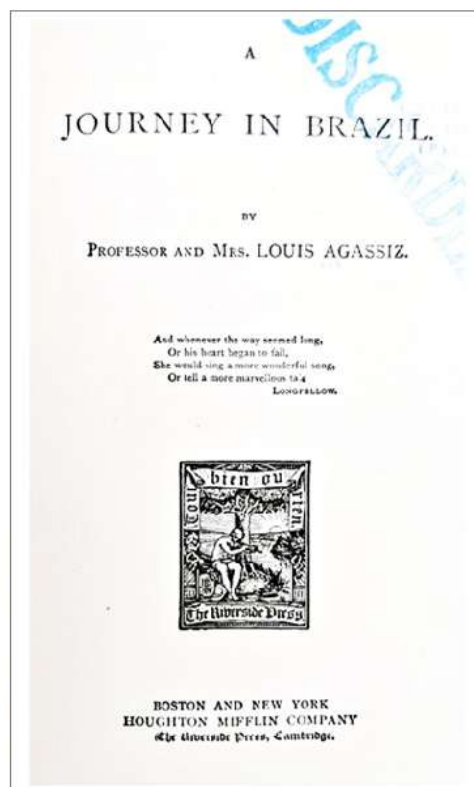 DISCARDED
A
JOURNEY IN BRAZIL.
BY
PROFESSOR AND MRS. LOUIS AGASSIZ.
And whenever the way seemed long,
Or his heart began to fail,
She would sing a more wonderful song,
Or tell a more marvellous
LONGFELLOW.
Tout bien ou rien
The Riverside Press
BOSTON AND NEW YORK
HOUGHTON MIFFLIN COMPANY
The Riverside Press, Cambridge.